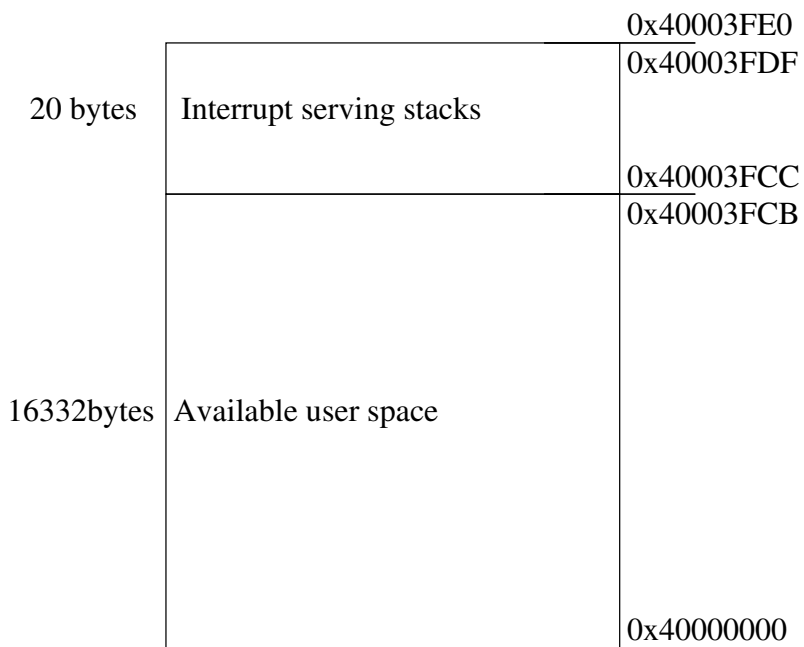 0x40003FE0
0x40003FDF
20 bytes
Interrupt serving stacks
0x40003FCC
0x40003FCB
16332bytes
Available user space
0x40000000